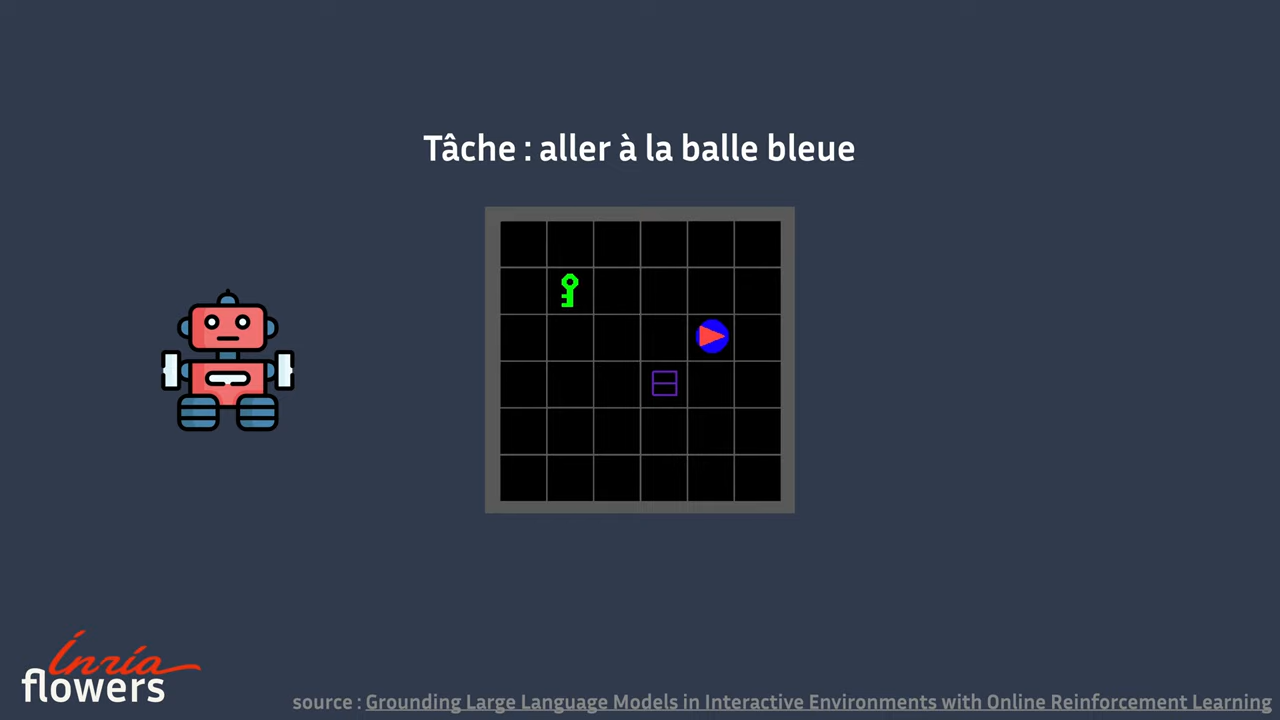 Tâche : aller à la balle bleue
Inria
flowers
source : Grounding Large Language Models in Interactive Environments with Online Reinforcement Learning